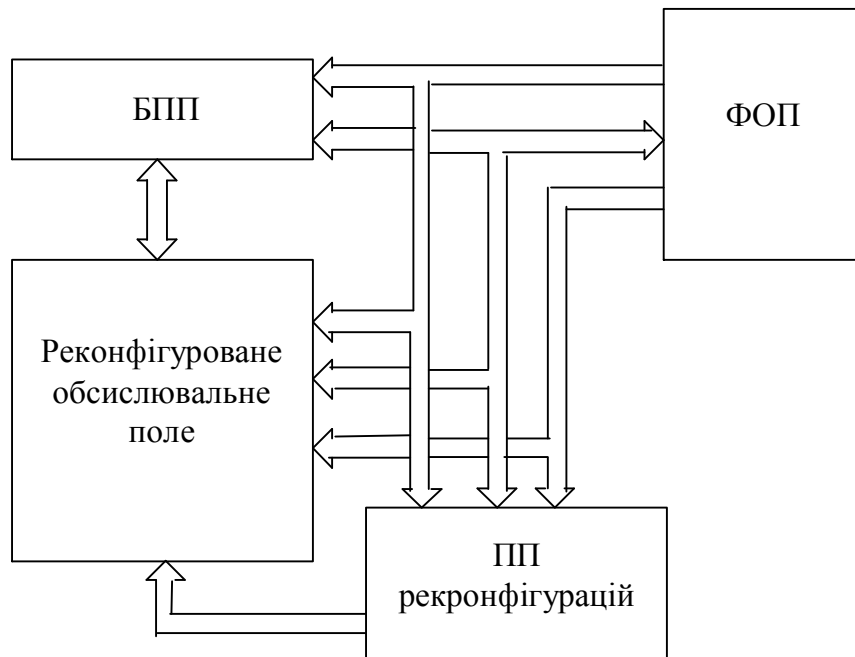 БПП
ФОП
Реконфігуроване
обсислювальне
поле
ПП
рекронфігурацій